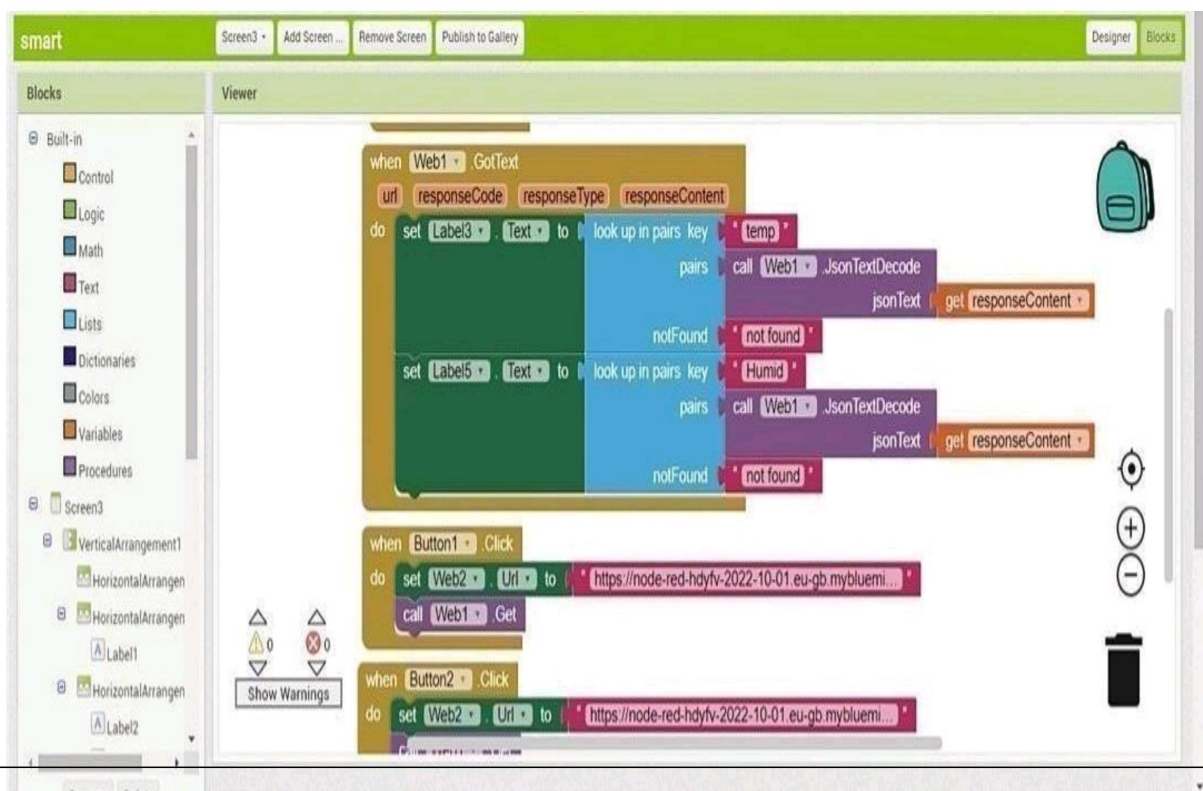 smart
Screen3 Add Screen ... Remove Screen Publish to Gallery
Designer Blocks
Blocks
Viewer
Built-in
Control
Logic
Math
Text
Lists
Dictionaries
Colors
Variables
Procedures
Screen3
VerticalArrangement1
HorizontalArrangen
HorizontalArrangen
Label1
HorizontalArrangen
Label2
when Web1 .GotText
url responseCode responseType responseContent
do set Label3 . Text to look up in pairs key " temp "
pairs call Web1 .JsonTextDecode
jsonText get responseContent
notFound " not found "
set Label5 . Text to look up in pairs key " Humid "
pairs call Web1 .JsonTextDecode
jsonText get responseContent
notFound " not found "
when Button1 .Click
do set Web2 . Url to " https://node-red-hdyfv-2022-10-01.eu-gb.mybluemi... "
call Web1 .Get
when Button2 .Click
do set Web2 . Url to " https://node-red-hdyfv-2022-10-01.eu-gb.mybluemi... "
0 0
Show Warnings